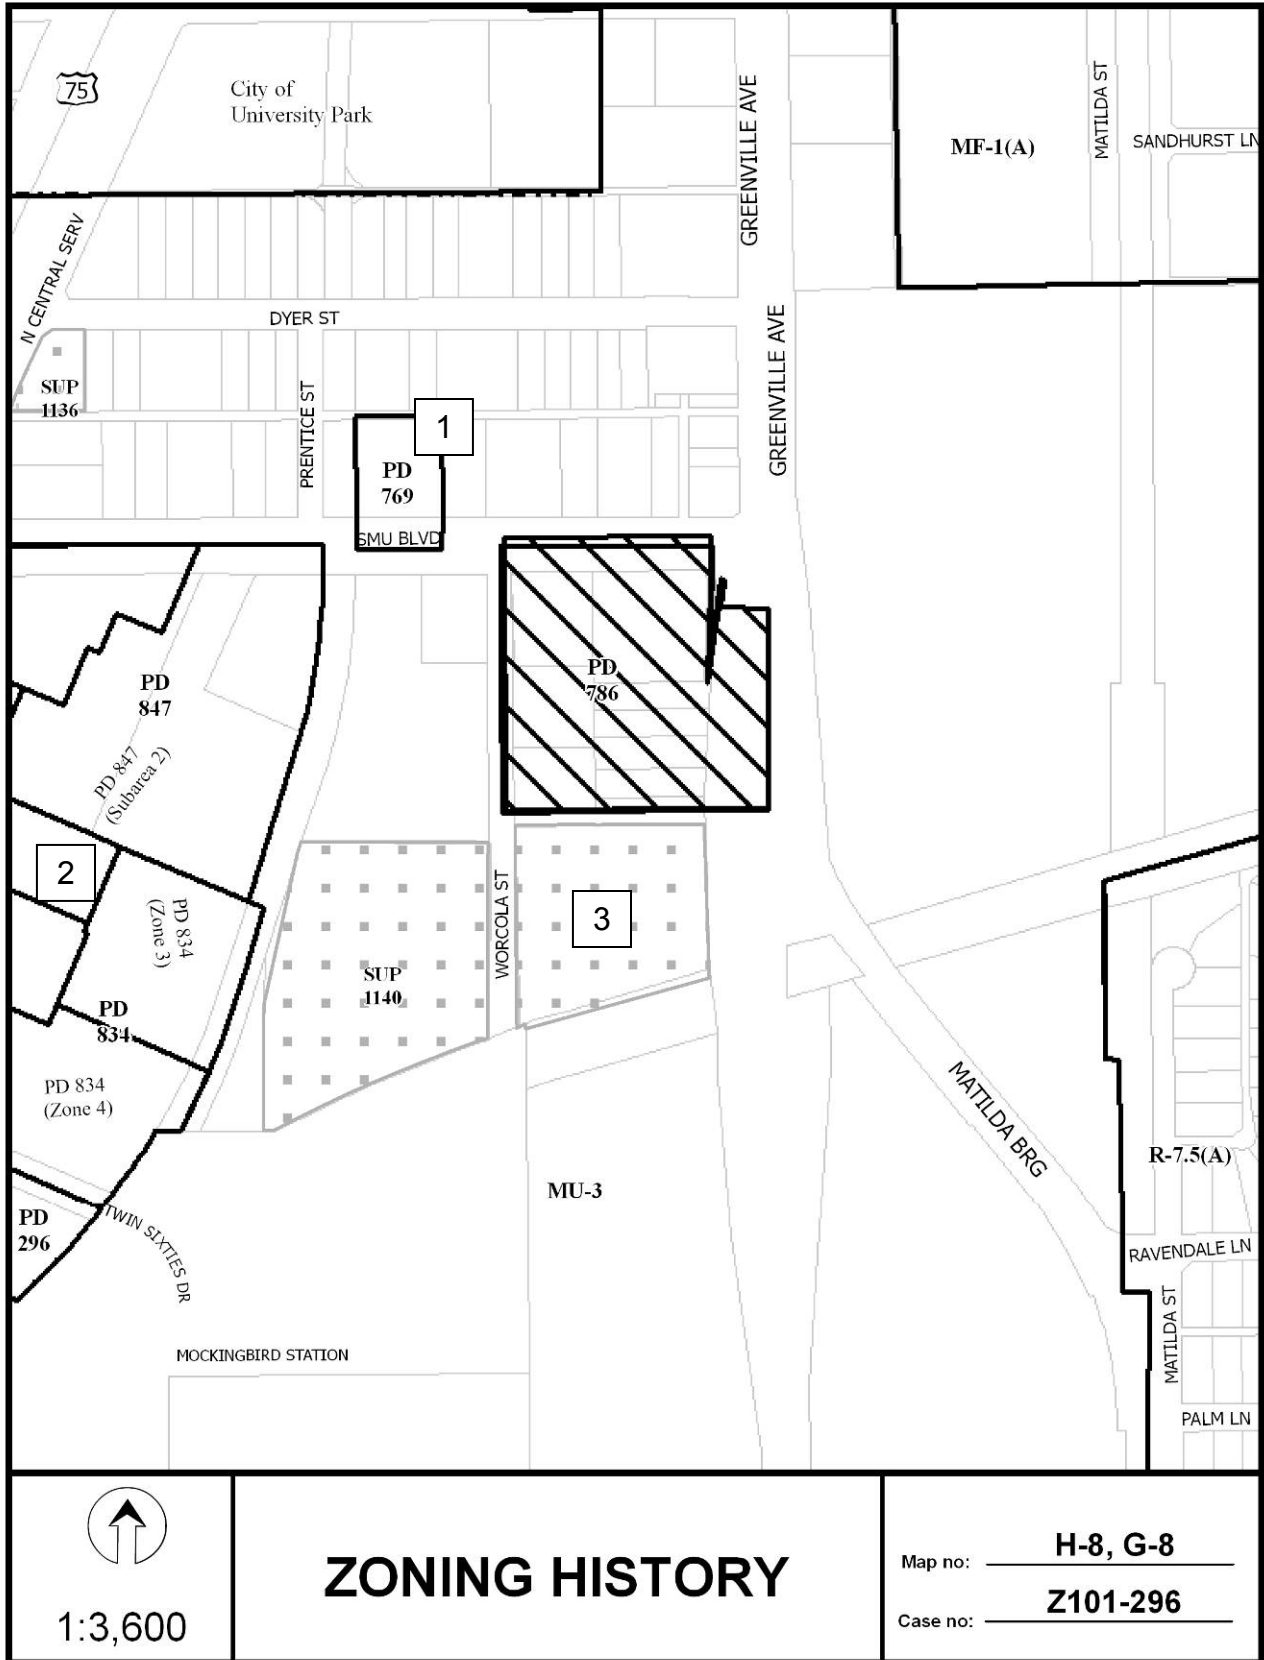 75
City of
University Park
GREENVILLE AVE
MF-1(A)
MATILDA ST
SANDHURST LN
N CENTRAL SERV
DYER ST
GREENVILLE AVE
SUP
1136
PRENTICE ST
1
PD
769
SMU BLVD
PD
847
PD 847
(Subarea 2)
PD
786
2
PD 834
(Zone 3)
WORCOLA ST
3
SUP
1140
PD
834
PD 834
(Zone 4)
MATILDA BRG
R-7.5(A)
MU-3
PD
296
TWIN SIXTIES DR
RAVENDALE LN
MATILDA ST
MOCKINGBIRD STATION
PALM LN
1:3,600
ZONING HISTORY
Map no: H-8, G-8
Case no: Z101-296